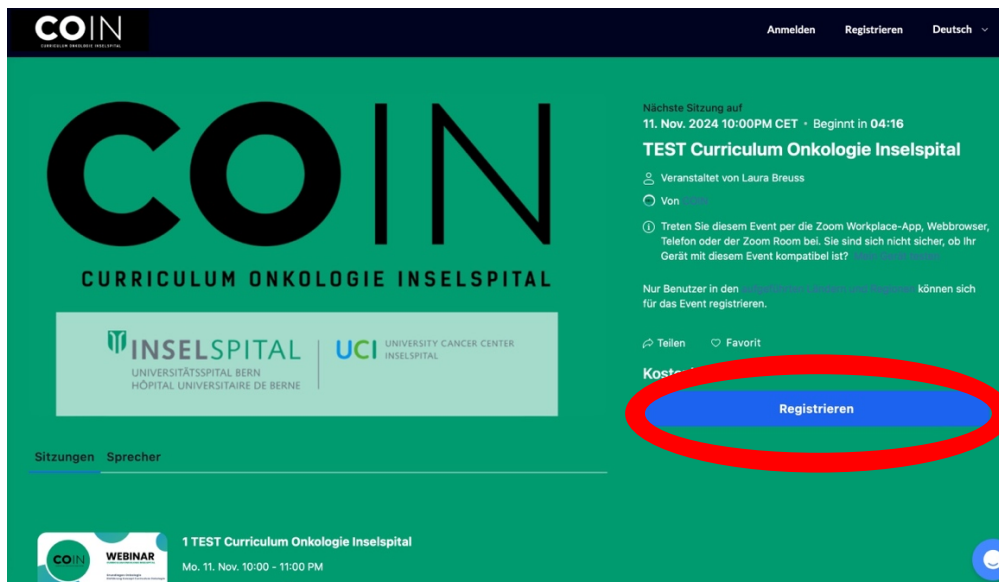 COIN
CURRICULUM ONKOLOGIE INSELSPITAL
Anmelden
Registrieren
Deutsch
COIN
CURRICULUM ONKOLOGIE INSELSPITAL
INSELSPITAL
UNIVERSITÄTSSPITAL BERN
HÔPITAL UNIVERSITAIRE DE BERNE
UCI UNIVERSITY CANCER CENTER
INSELSPITAL
Nächste Sitzung auf
11. Nov. 2024 10:00PM CET • Beginnt in 04:16
TEST Curriculum Onkologie Inselspital
Veranstaltet von Laura Breuss
Von
Treten Sie diesem Event per die Zoom Workplace-App, Webbrowser,
Telefon oder der Zoom Room bei. Sie sind sich nicht sicher, ob Ihr
Gerät mit diesem Event kompatibel ist?
Nur Benutzer in den
können sich
für das Event registrieren.
Teilen
Favorit
Registrieren
Sitzungen
Sprecher
COIN
WEBINAR
1 TEST Curriculum Onkologie Inselspital
Mo. 11. Nov. 10:00 - 11:00 PM